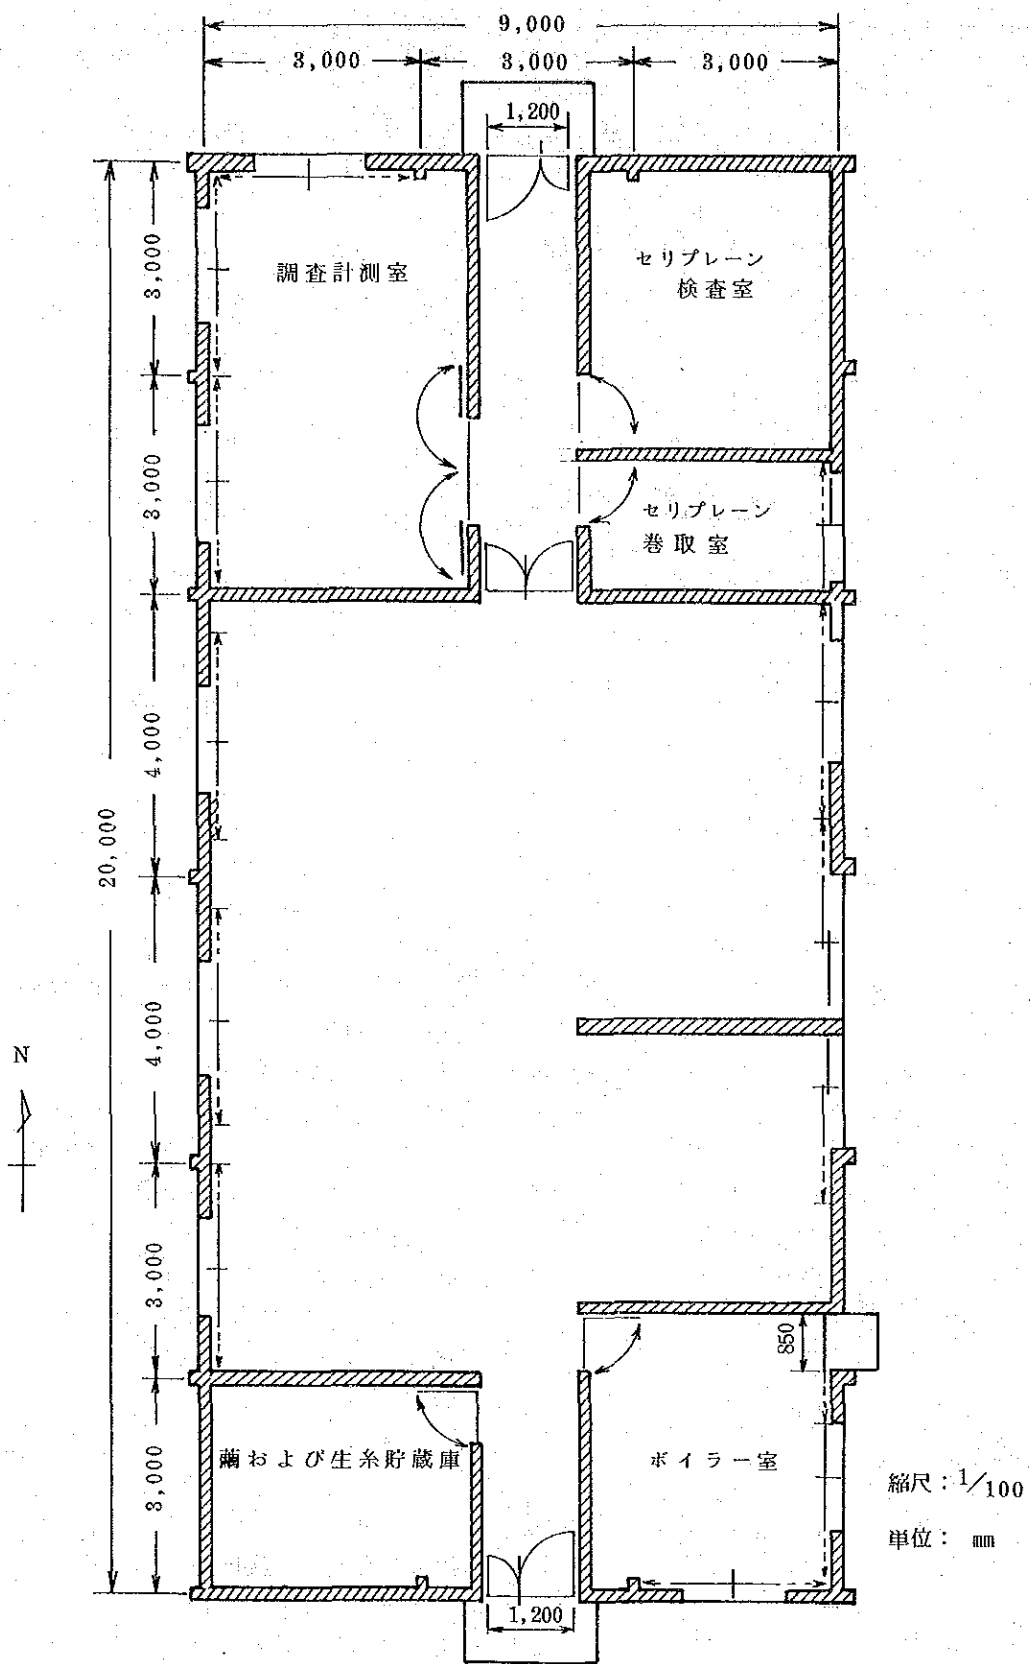 9,000
3,000
3,000
3,000
1,200
3,000
調査計測室
セリプレーン
検査室
3,000
セリプレーン
巻取室
4,000
20,000
4,000
N
3,000
850
3,000
繭および生糸貯蔵庫
ボイラー室
縮尺：1/100
単位： mm
1,200